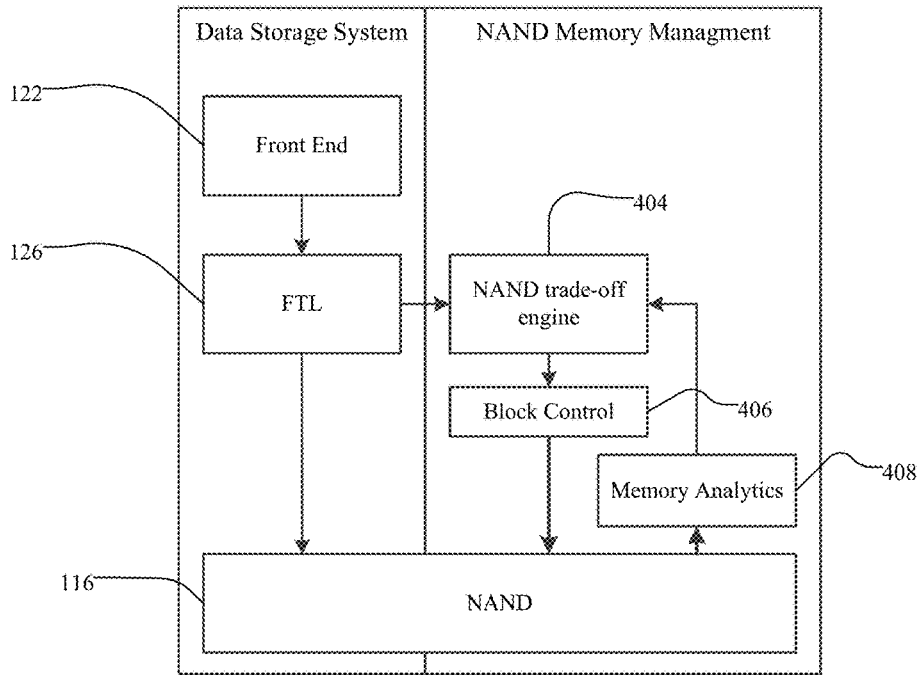 Data Storage System
NAND Memory Managment
122
Front End
404
126
FTL
NAND trade-off
engine
Block Control
406
Memory Analytics
408
116
NAND